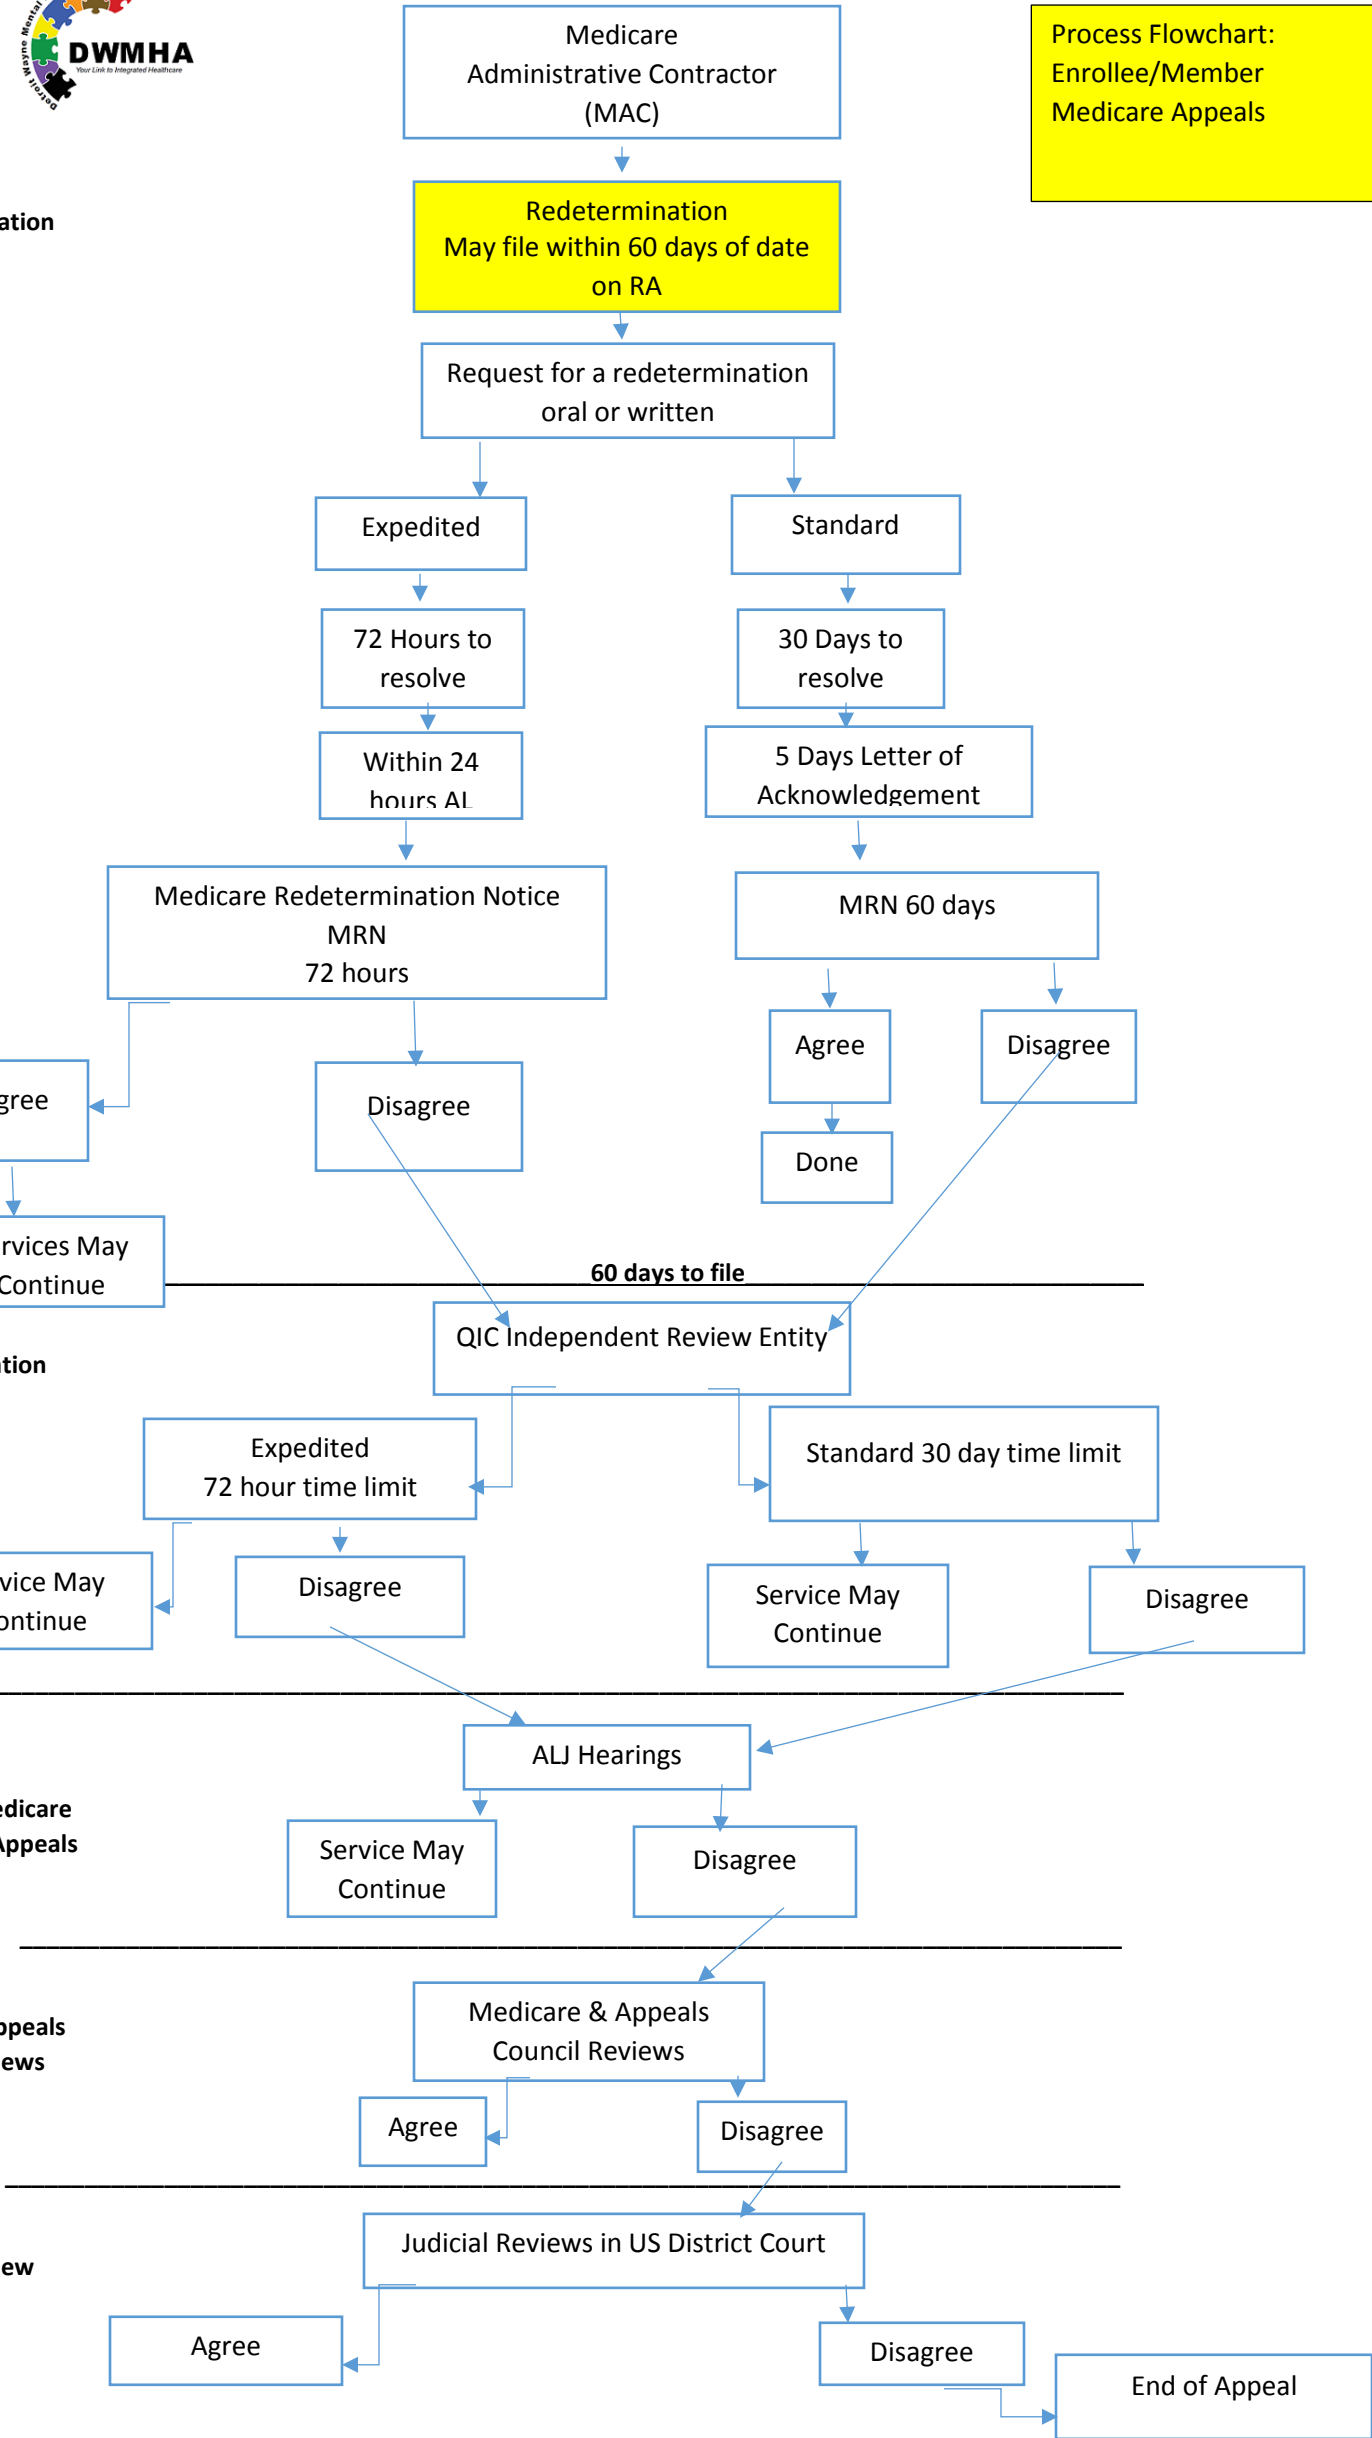 Detroit Wayne Mental
DWMHA
Your Link to Integrated Healthcare
Medicare
Administrative Contractor
(MAC)
Process Flowchart:
Enrollee/Member
Medicare Appeals
Redetermination
May file within 60 days of date
on RA
ation
Request for a redetermination
oral or written
Expedited
Standard
72 Hours to
resolve
30 Days to
resolve
Within 24
hours AL
5 Days Letter of
Acknowledgement
Medicare Redetermination Notice
MRN
72 hours
MRN 60 days
Agree
Disagree
gree
Disagree
Done
rvices May
Continue
60 days to file
QIC Independent Review Entity
ation
Expedited
72 hour time limit
Standard 30 day time limit
vice May
ontinue
Disagree
Service May
Continue
Disagree
ALJ Hearings
edicare
Appeals
Service May
Continue
Disagree
Medicare & Appeals
Council Reviews
ppeals
ews
Agree
Disagree
Judicial Reviews in US District Court
ew
Agree
Disagree
End of Appeal